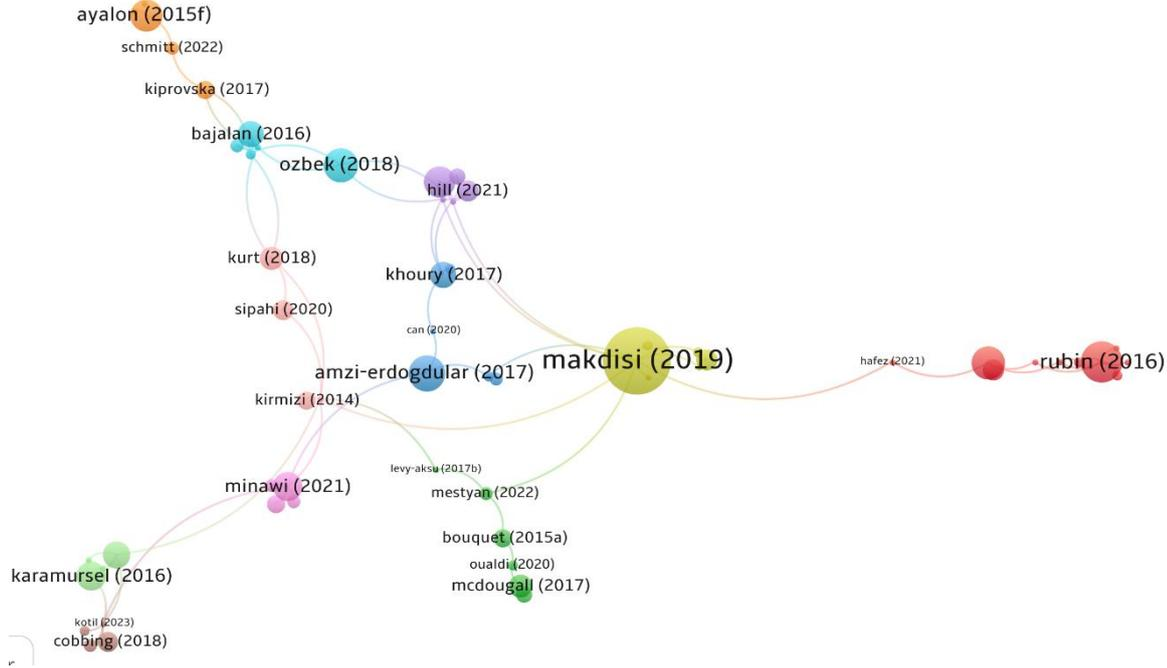 ayalon (2015f)
schmitt (2022)
kiprovska (2017)
bajalan (2016)
ozbek (2018)
hill (2021)
kurt (2018)
khoury (2017)
sipahi (2020)
can (2020)
makdisi (2019)
hafez (2021)
rubin (2016)
amzi-erdogdular (2017)
kirmizi (2014)
levy-aksu (2017b)
minawi (2021)
mestyan (2022)
bouquet (2015a)
oualdi (2020)
karamursel (2016)
mcdougall (2017)
kotil (2023)
cobbing (2018)